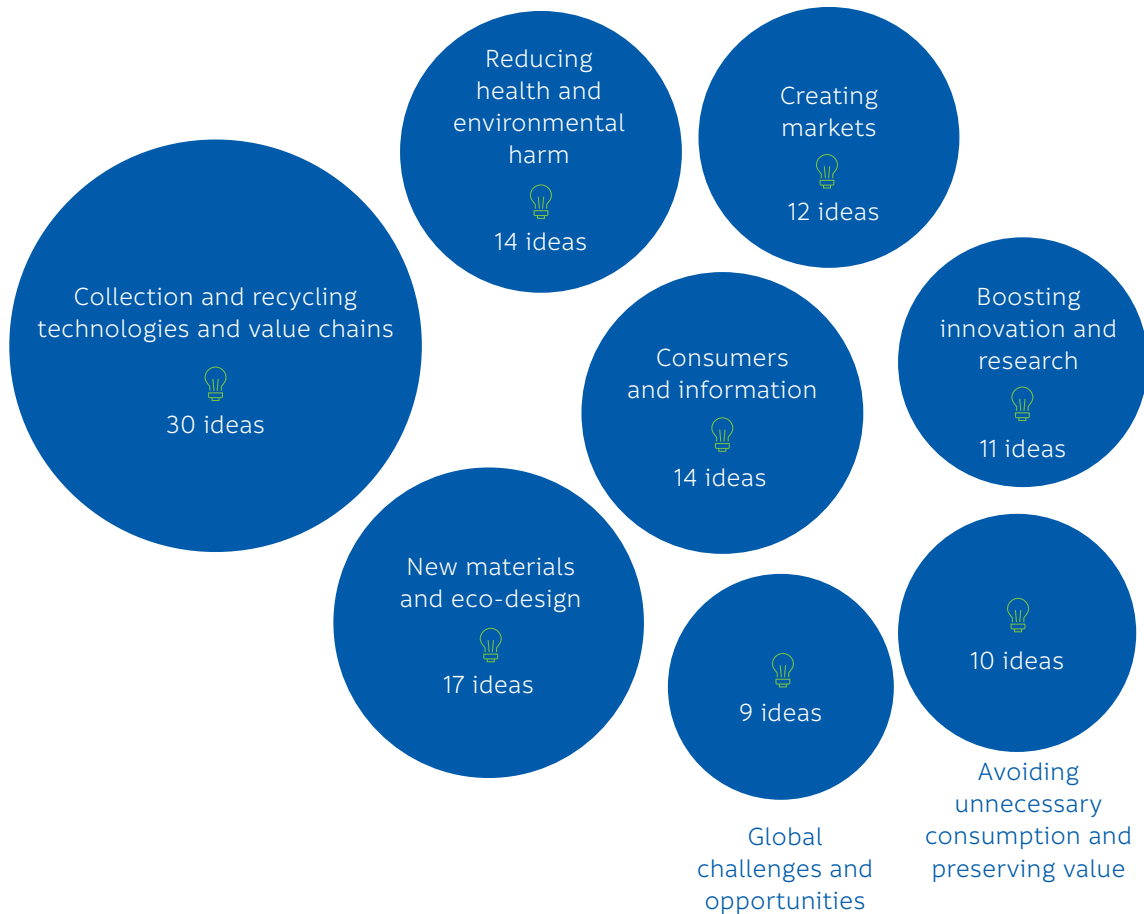 Reducing
health and
environmental
harm
14 ideas
Creating
markets
12 ideas
Collection and recycling
technologies and value chains
30 ideas
Consumers
and information
14 ideas
Boosting
innovation and
research
11 ideas
New materials
and eco-design
17 ideas
9 ideas
Global
challenges and
opportunities
10 ideas
Avoiding
unnecessary
consumption and
preserving value